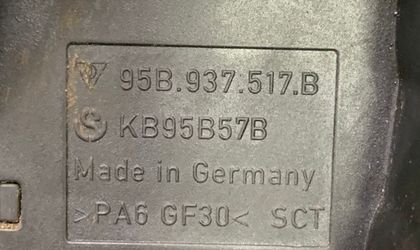 95B.937.517.B
KB95B57B
Made in Germany
>PA6 GF30< SCT